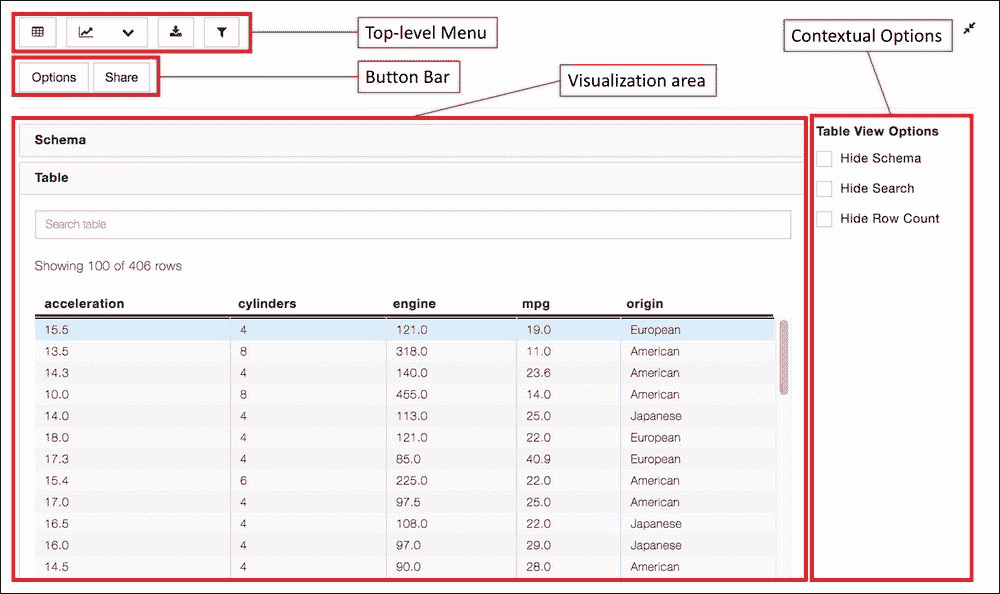 Top-level Menu
Contextual Options
Options Share
Button Bar
Visualization area
Schema
Table
Search table
Showing 100 of 406 rows
acceleration cylinders engine mpg origin
15.5 4 121.0 19.0 European
13.5 8 318.0 11.0 American
14.3 4 140.0 23.6 American
10.0 8 455.0 14.0 American
14.0 4 113.0 25.0 Japanese
18.0 4 121.0 22.0 European
17.3 4 85.0 40.9 European
15.4 6 225.0 22.0 American
17.0 4 97.5 25.0 American
16.5 4 108.0 22.0 Japanese
16.0 4 97.0 29.0 Japanese
14.5 4 90.0 28.0 American
Table View Options
Hide Schema
Hide Search
Hide Row Count